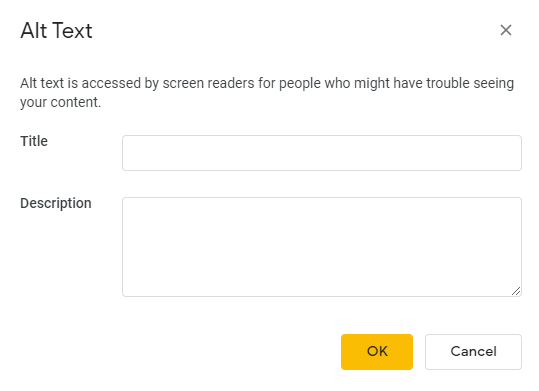 Alt Text
Alt text is accessed by screen readers for people who might have trouble seeing
your content.
Title
Description
OK
Cancel